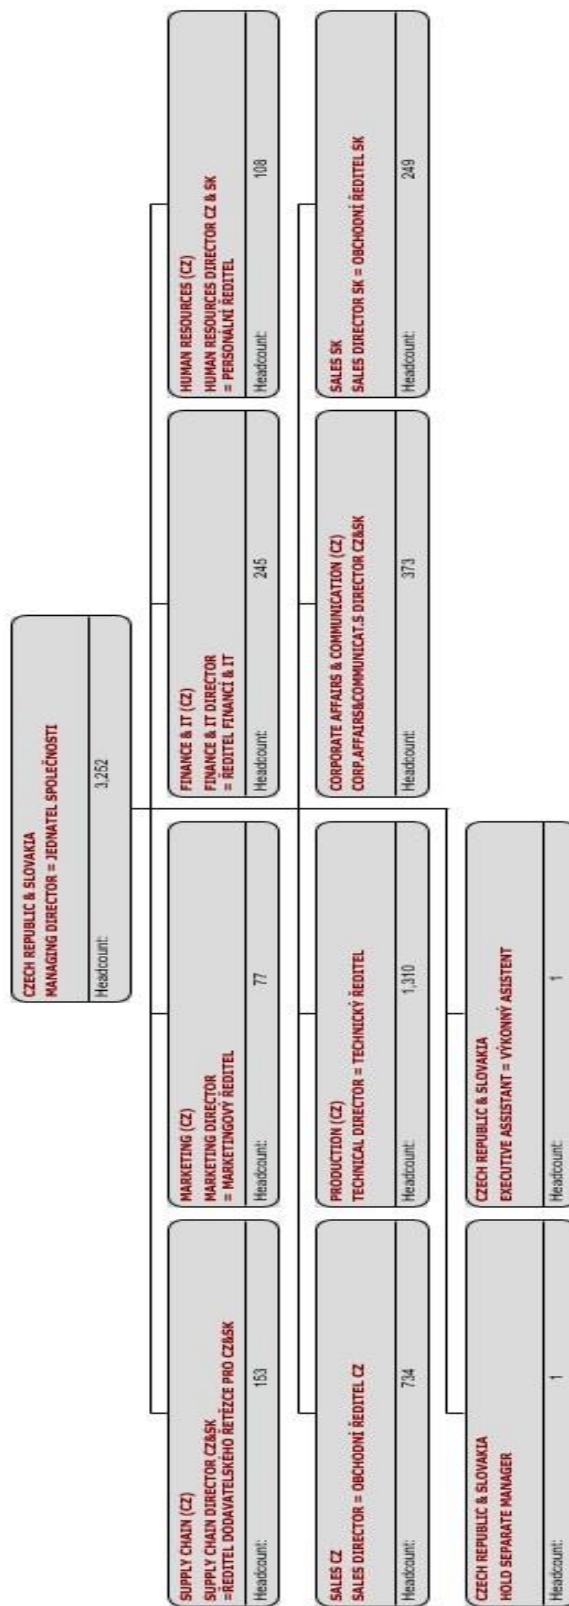 CZECH REPUBLIC & SLOVAKIA
MANAGING DIRECTOR = JEDNATEL SPOLEČNOSTI
Headcount: 3,252
SUPPLY CHAIN (CZ)
SUPPLY CHAIN DIRECTOR CZ&SK
=ŘEDITEL DODAVATELSKÉHO ŘETĚZCE PRO CZ&SK
Headcount: 153
MARKETING (CZ)
MARKETING DIRECTOR
= MARKETINGOVÝ ŘEDITEL
Headcount: 77
FINANCE & IT (CZ)
FINANCE & IT DIRECTOR
= ŘEDITEL FINANCÍ & IT
Headcount: 245
HUMAN RESOURCES (CZ)
HUMAN RESOURCES DIRECTOR CZ & SK
= PERSONÁLNÍ ŘEDITEL
Headcount: 108
SALES CZ
SALES DIRECTOR = OBCHODNÍ ŘEDITEL CZ
Headcount: 734
PRODUCTION (CZ)
TECHNICAL DIRECTOR = TECHNICKÝ ŘEDITEL
Headcount: 1,310
CORPORATE AFFAIRS & COMMUNICATION (CZ)
CORP.AFFAIRS&COMMUNICAT.S DIRECTOR CZ&SK
Headcount: 373
SALES SK
SALES DIRECTOR SK = OBCHODNÍ ŘEDITEL SK
Headcount: 249
CZECH REPUBLIC & SLOVAKIA
HOLD SEPARATE MANAGER
Headcount: 1
CZECH REPUBLIC & SLOVAKIA
EXECUTIVE ASSISTANT = VÝKONNÝ ASISTENT
Headcount: 1